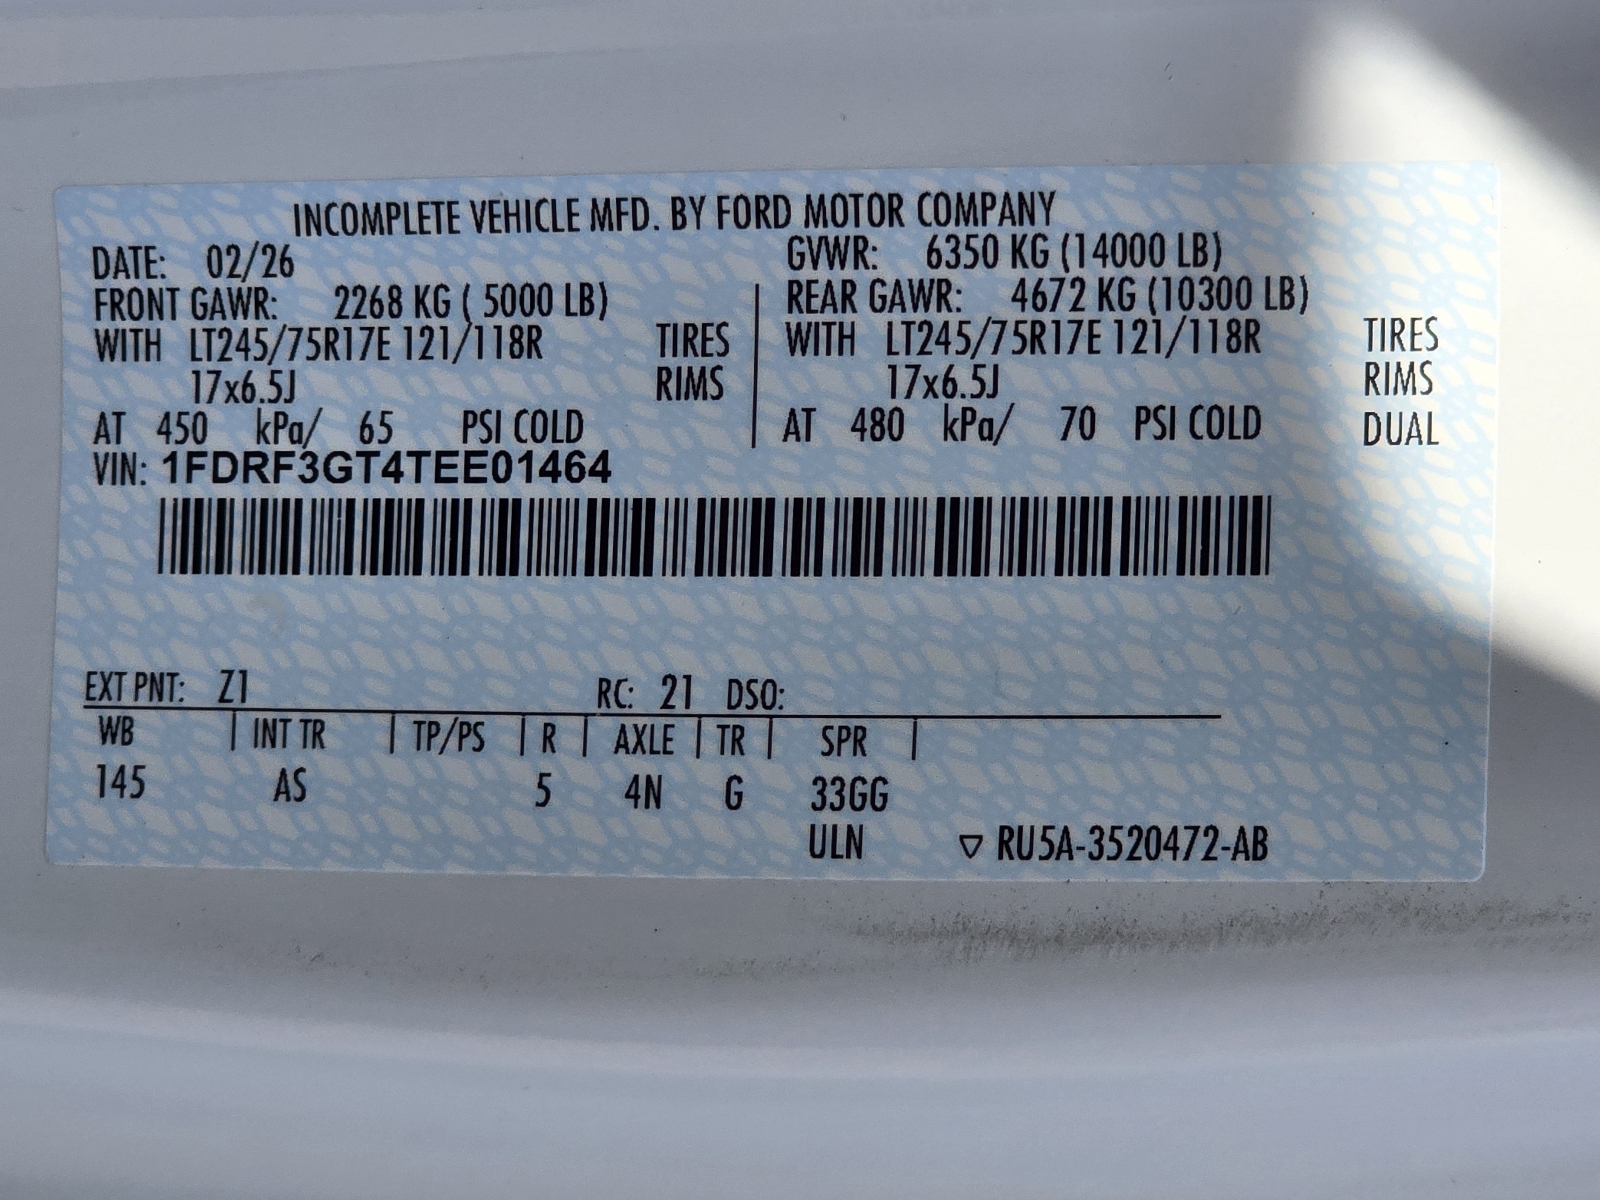 INCOMPLETE VEHICLE MFD. BY FORD MOTOR COMPANY
DATE: 02/26 GVWR: 6350 KG (14000 LB)
FRONT GAWR: 2268 KG ( 5000 LB) REAR GAWR: 4672 KG (10300 LB)
WITH LT245/75R17E 121/118R TIRES WITH LT245/75R17E 121/118R TIRES
17x6.5J RIMS 17x6.5J RIMS
AT 450 kPa/ 65 PSI COLD AT 480 kPa/ 70 PSI COLD DUAL
VIN: 1FDRF3GT4TEE01464
EXT PNT: Z1 RC: 21 DSO:
WB | INT TR | TP/PS | R | AXLE | TR | SPR |
145 AS 5 4N G 33GG
ULN ▽ RU5A-3520472-AB